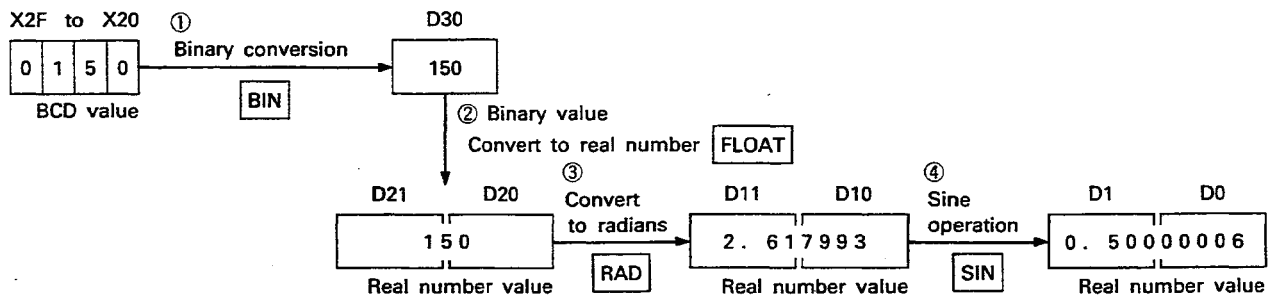 X2F to X20 ① D30
Binary conversion
0 1 5 0 150
BIN
BCD value
② Binary value
Convert to real number FLOAT
D21 D20 ③ D11 D10 ④ D1 D0
Convert Sine
to radians operation
150 2. 617993 0. 50000006
RAD SIN
Real number value Real number value Real number value